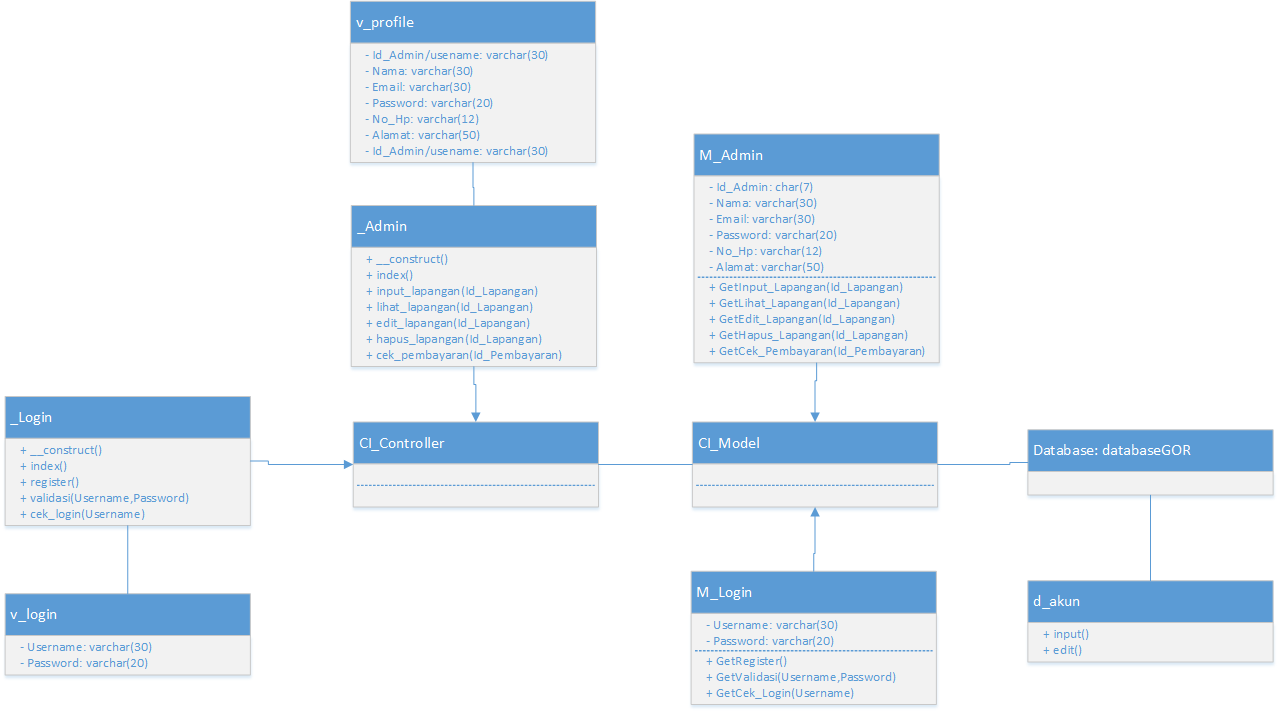 v_profile
- Id_Admin/usename: varchar(30)
- Nama: varchar(30)
- Email: varchar(30)
- Password: varchar(20)
- No_Hp: varchar(12)
- Alamat: varchar(50)
- Id_Admin/usename: varchar(30)
_Admin
+ __construct()
+ index()
+ input_lapangan(Id_Lapangan)
+ lihat_lapangan(Id_Lapangan)
+ edit_lapangan(Id_Lapangan)
+ hapus_lapangan(Id_Lapangan)
+ cek_pembayaran(Id_Pembayaran)
M_Admin
- Id_Admin: char(7)
- Nama: varchar(30)
- Email: varchar(30)
- Password: varchar(20)
- No_Hp: varchar(12)
- Alamat: varchar(50)
+ GetInput_Lapangan(Id_Lapangan)
+ GetLihat_Lapangan(Id_Lapangan)
+ GetEdit_Lapangan(Id_Lapangan)
+ GetHapus_Lapangan(Id_Lapangan)
+ GetCek_Pembayaran(Id_Pembayaran)
_Login
+ __construct()
+ index()
+ register()
+ validasi(Username,Password)
+ cek_login(Username)
CI_Controller
CI_Model
Database: databaseGOR
v_login
- Username: varchar(30)
- Password: varchar(20)
M_Login
- Username: varchar(30)
- Password: varchar(20)
+ GetRegister()
+ GetValidasi(Username,Password)
+ GetCek_Login(Username)
d_akun
+ input()
+ edit()